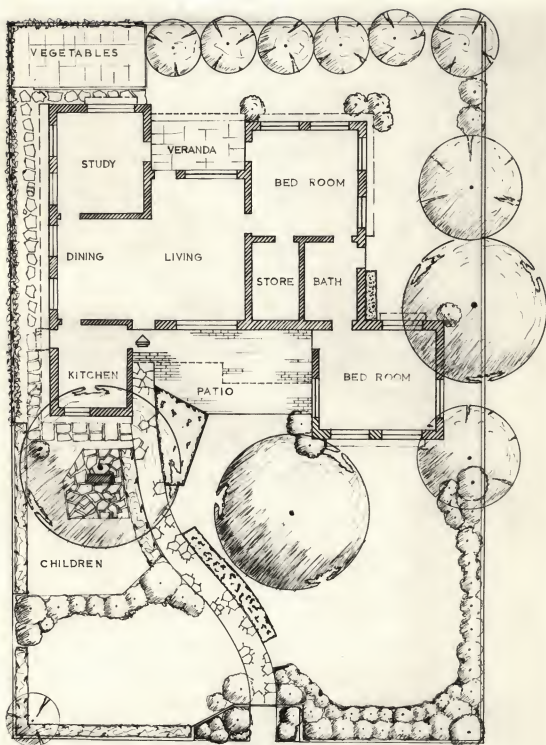 VEGETABLES
STUDY
VERANDA
BED ROOM
DINING
LIVING
STORE
BATH
KITCHEN
PATIO
BED ROOM
CHILDREN